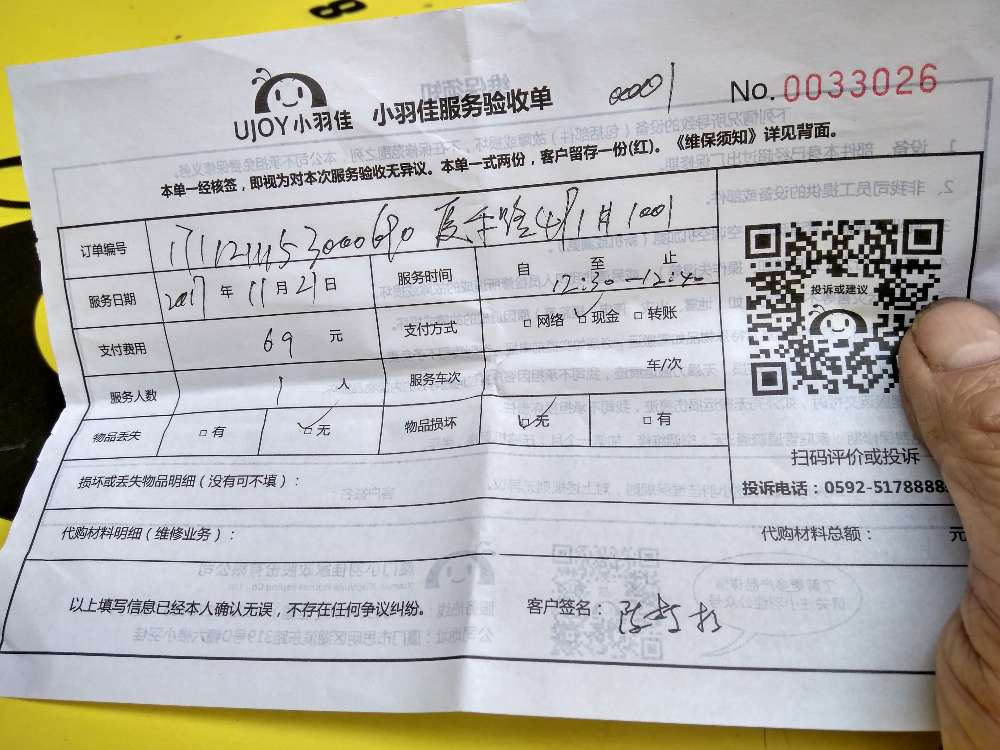 UJOY小羽佳 小羽佳服务验收单 00001 No.0033026
本单一经核签，即视为对本次服务验收无异议。本单一式两份，客户留存一份(红)。《维保须知》详见背面。
订单编号
服务日期 2017 年 11 月 21 日 服务时间 自 至 止 12:30-12:40
支付费用 69 元 支付方式 □网络 ☑现金 □转账
投诉或建议
服务人数 1 人 服务车次 车/次
物品丢失 □有 ☑无 物品损坏 ☑无 □有
扫码评价或投诉
损坏或丢失物品明细（没有可不填）：
投诉电话：0592-5178888
代购材料明细（维修业务）： 代购材料总额： 元
以上填写信息已经本人确认无误，不存在任何争议纠纷。 客户签名：